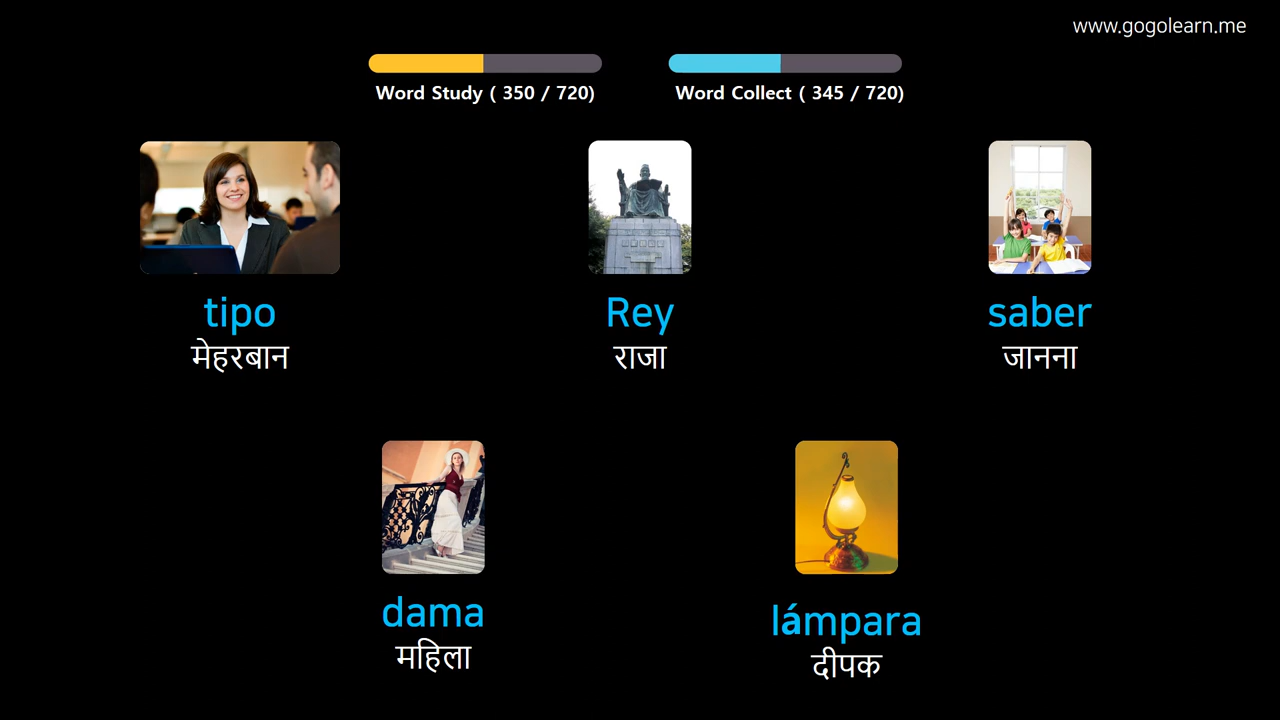 www.gogolearn.me
Word Study ( 350 / 720)
Word Collect ( 345 / 720)
tipo
मेहरबान
Rey
राजा
saber
जानना
dama
महिला
lámpara
दीपक